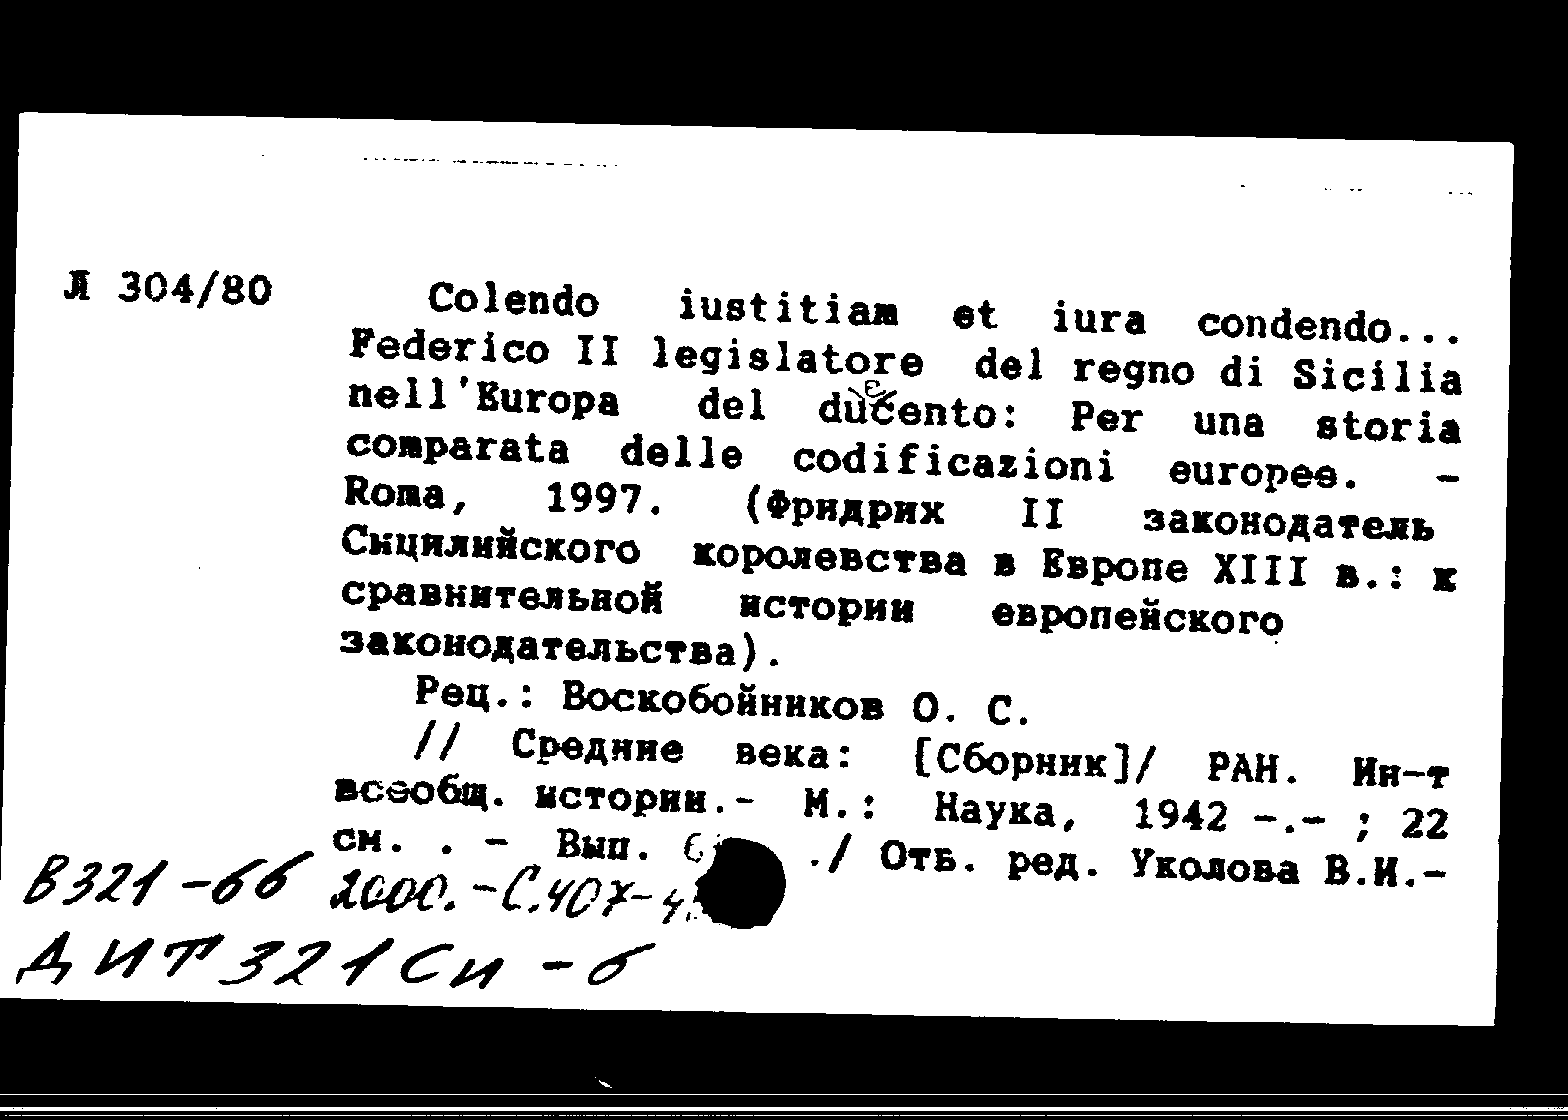 Л 304/80 Colendo iustitiam et iura condendo...
Federico II legislatore del regno di Sicilia
nell'Europa del ducento: Per una storia
comparata delle codificazioni europee. -
Roma, 1997. (Фридрих II законодатель
Сицилийского королевства в Европе XIII в.: к
сравнительной истории европейского
законодательства).
Рец.: Воскобойников О. С.
// Средние века: [Сборник]/ РАН. Ин-т
всеобщ. истории.- М.: Наука, 1942 -.- ; 22
см. . - Вып. ./ Отв. ред. Уколова В.И.-
В321-6б 2000.-С.407-
ДИТ321Си-б